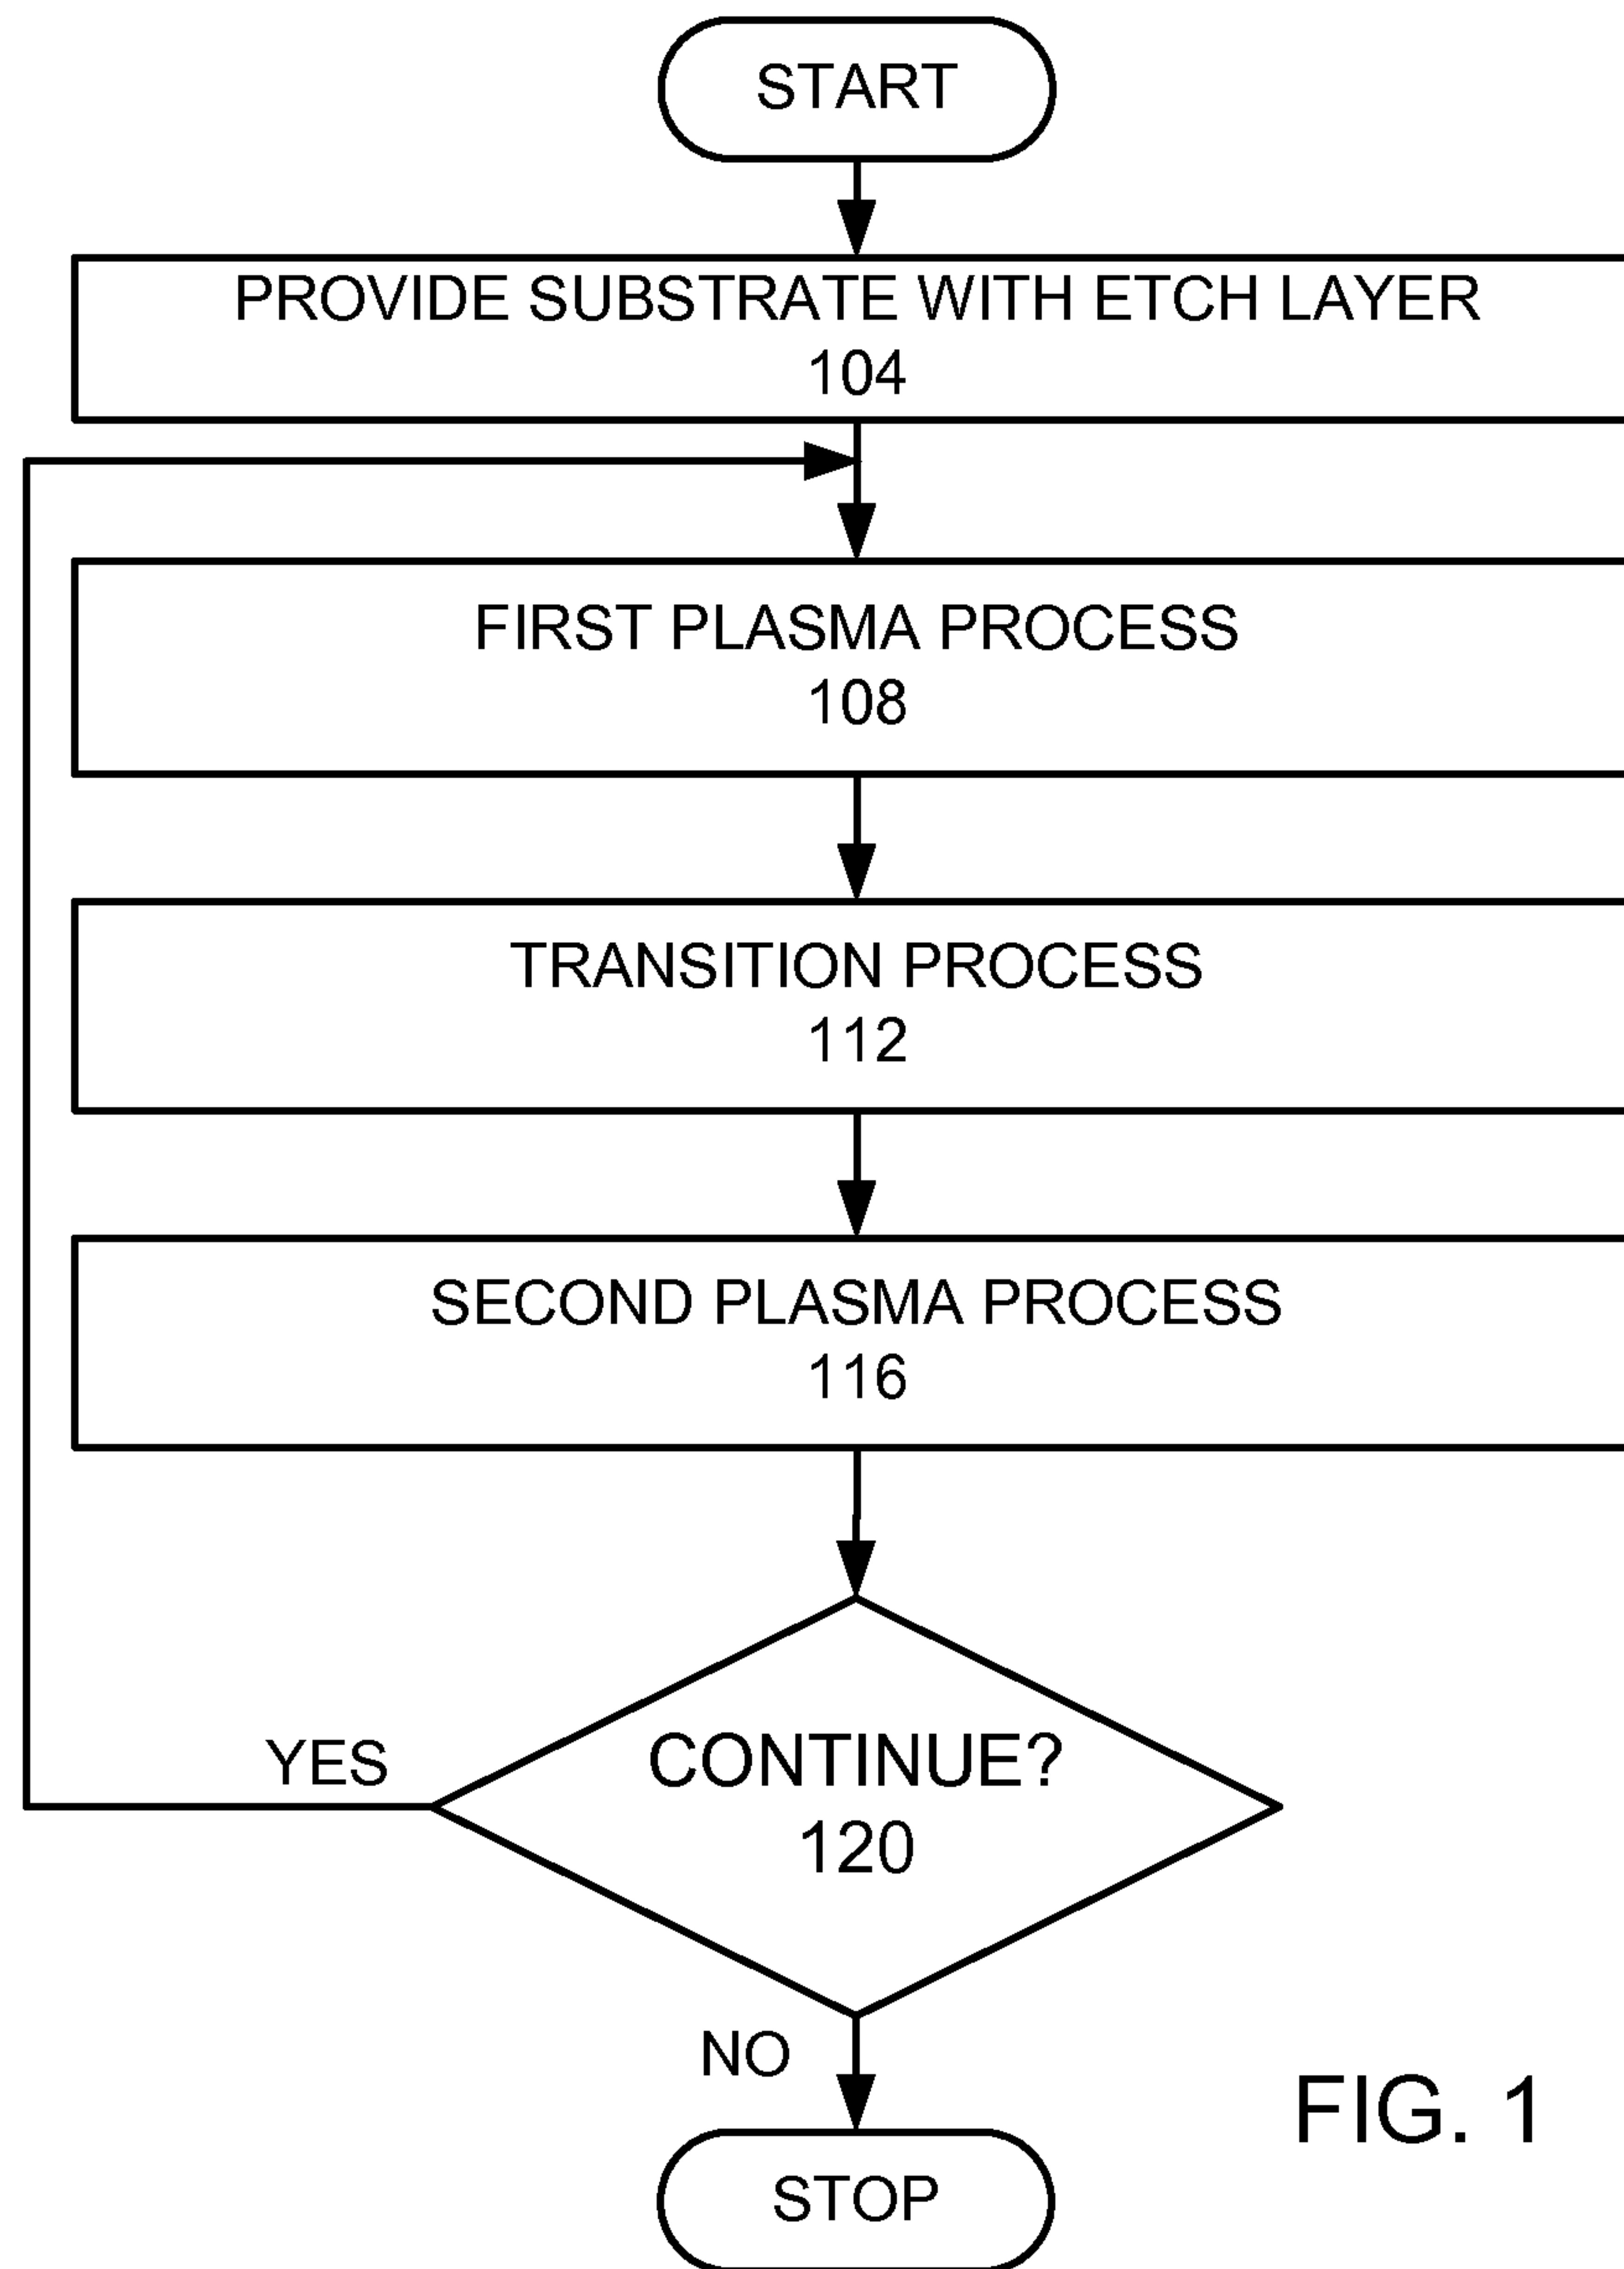 START
PROVIDE SUBSTRATE WITH ETCH LAYER
104
FIRST PLASMA PROCESS
108
TRANSITION PROCESS
112
SECOND PLASMA PROCESS
116
YES
CONTINUE?
120
NO
FIG. 1
STOP